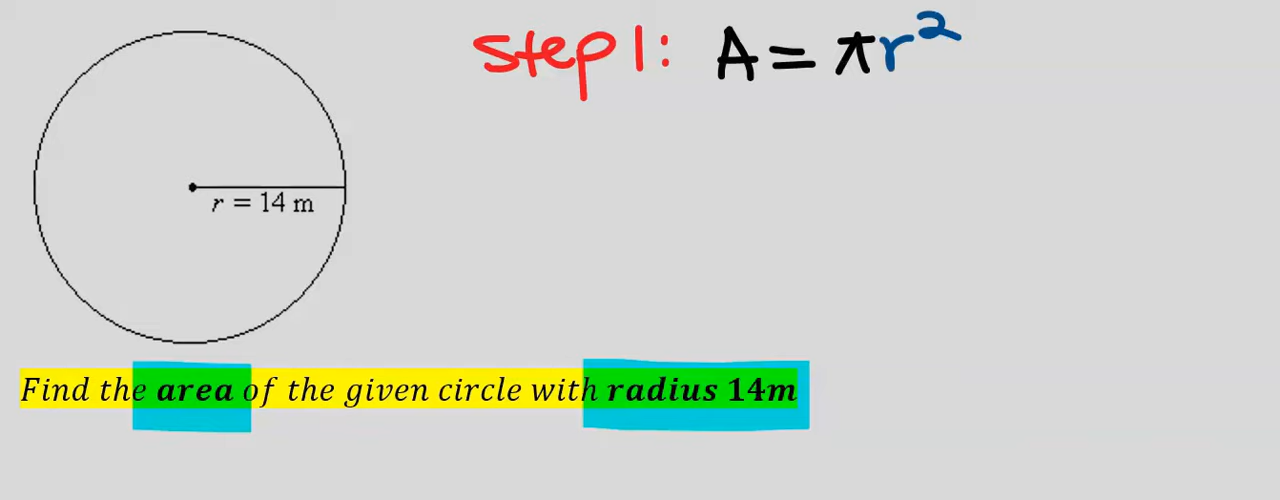 step 1: A = πr²
r = 14 m
Find the area of the given circle with radius 14m